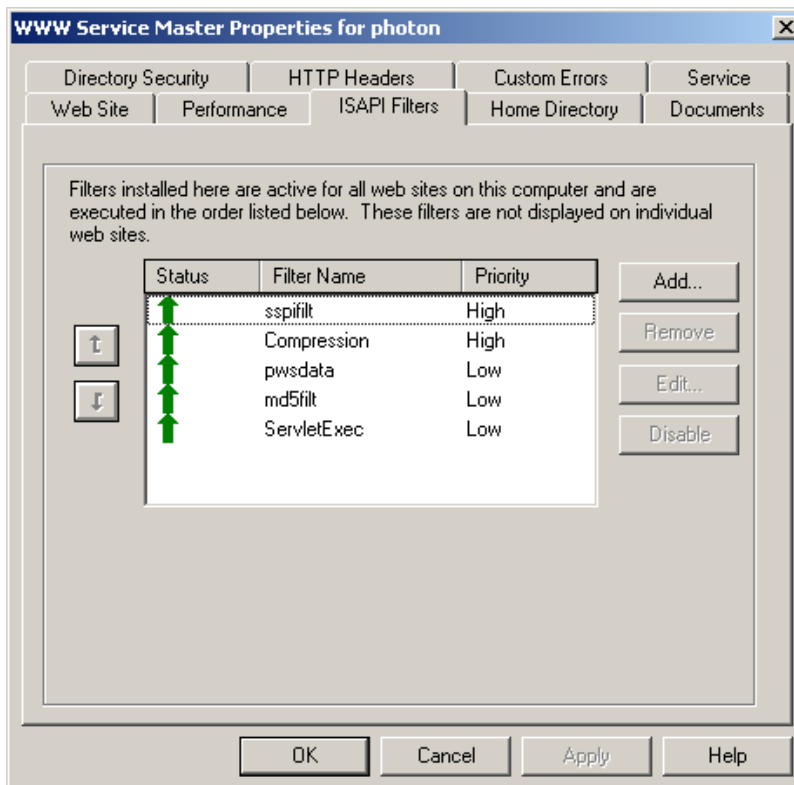 WWW Service Master Properties for photon
Directory Security HTTP Headers Custom Errors Service
Web Site Performance ISAPI Filters Home Directory Documents
Filters installed here are active for all web sites on this computer and are
executed in the order listed below. These filters are not displayed on individual
web sites.
Status Filter Name Priority
sspifilt High
Compression High
pwsdata Low
md5filt Low
ServletExec Low
Add...
Remove
Edit...
Disable
OK Cancel Apply Help